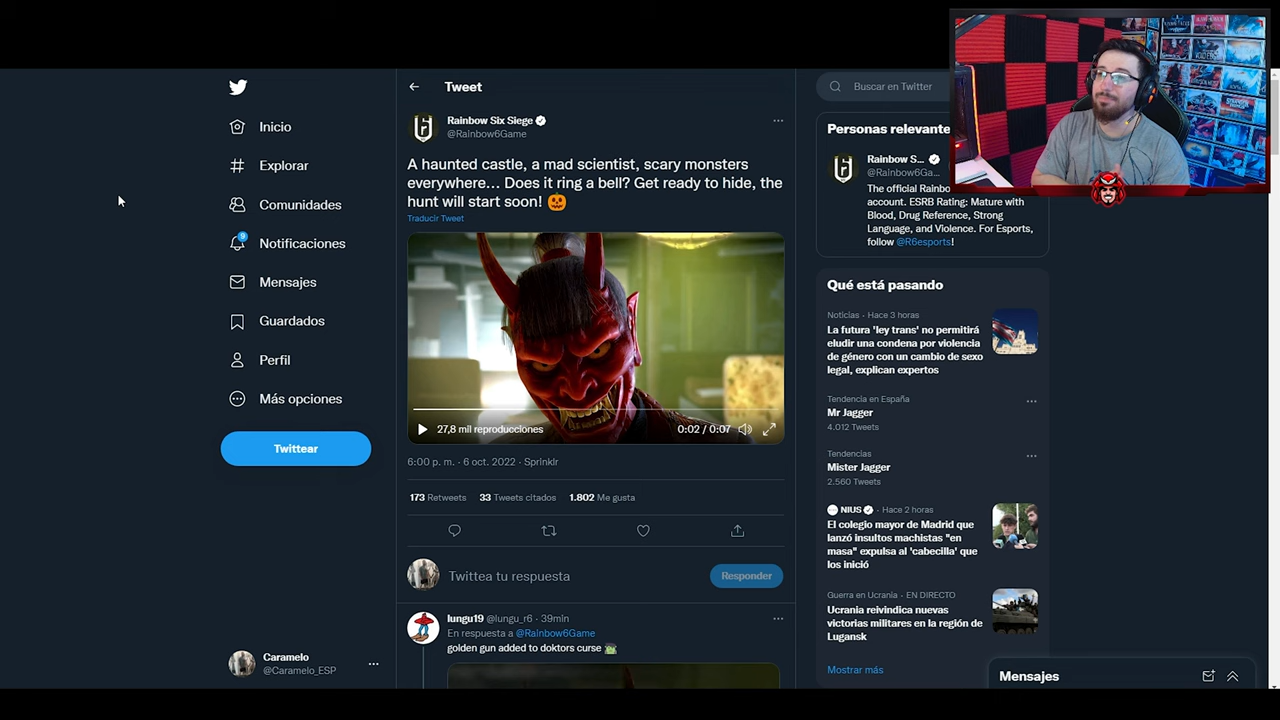 Inicio
Explorar
Comunidades
9
Notificaciones
Mensajes
Guardados
Perfil
Más opciones
Twittear
Caramelo
@Caramelo_ESP
Tweet
Rainbow Six Siege
@Rainbow6Game
A haunted castle, a mad scientist, scary monsters
everywhere... Does it ring a bell? Get ready to hide, the
hunt will start soon! 🎃
Traducir Tweet
27,8 mil reproducciones
0:02 / 0:07
6:00 p. m. · 6 oct. 2022 · Sprinklr
173 Retweets 33 Tweets citados 1.802 Me gusta
Twittea tu respuesta
Responder
lungu19 @lungu_r6 · 39min
En respuesta a @Rainbow6Game
golden gun added to doktors curse
Buscar en Twitter
Personas relevante
Rainbow S...
@Rainbow6Ga...
The official Rainbo
account. ESRB Rating: Mature with
Blood, Drug Reference, Strong
Language, and Violence. For Esports,
follow @R6esports!
Qué está pasando
Noticias · Hace 3 horas
La futura 'ley trans' no permitirá
eludir una condena por violencia
de género con un cambio de sexo
legal, explican expertos
Tendencia en España
Mr Jagger
4.012 Tweets
Tendencias
Mister Jagger
2.560 Tweets
NIUS · Hace 2 horas
El colegio mayor de Madrid que
lanzó insultos machistas "en
masa" expulsa al 'cabecilla' que
los inició
Guerra en Ucrania · EN DIRECTO
Ucrania reivindica nuevas
victorias militares en la región de
Lugansk
Mostrar más
Mensajes